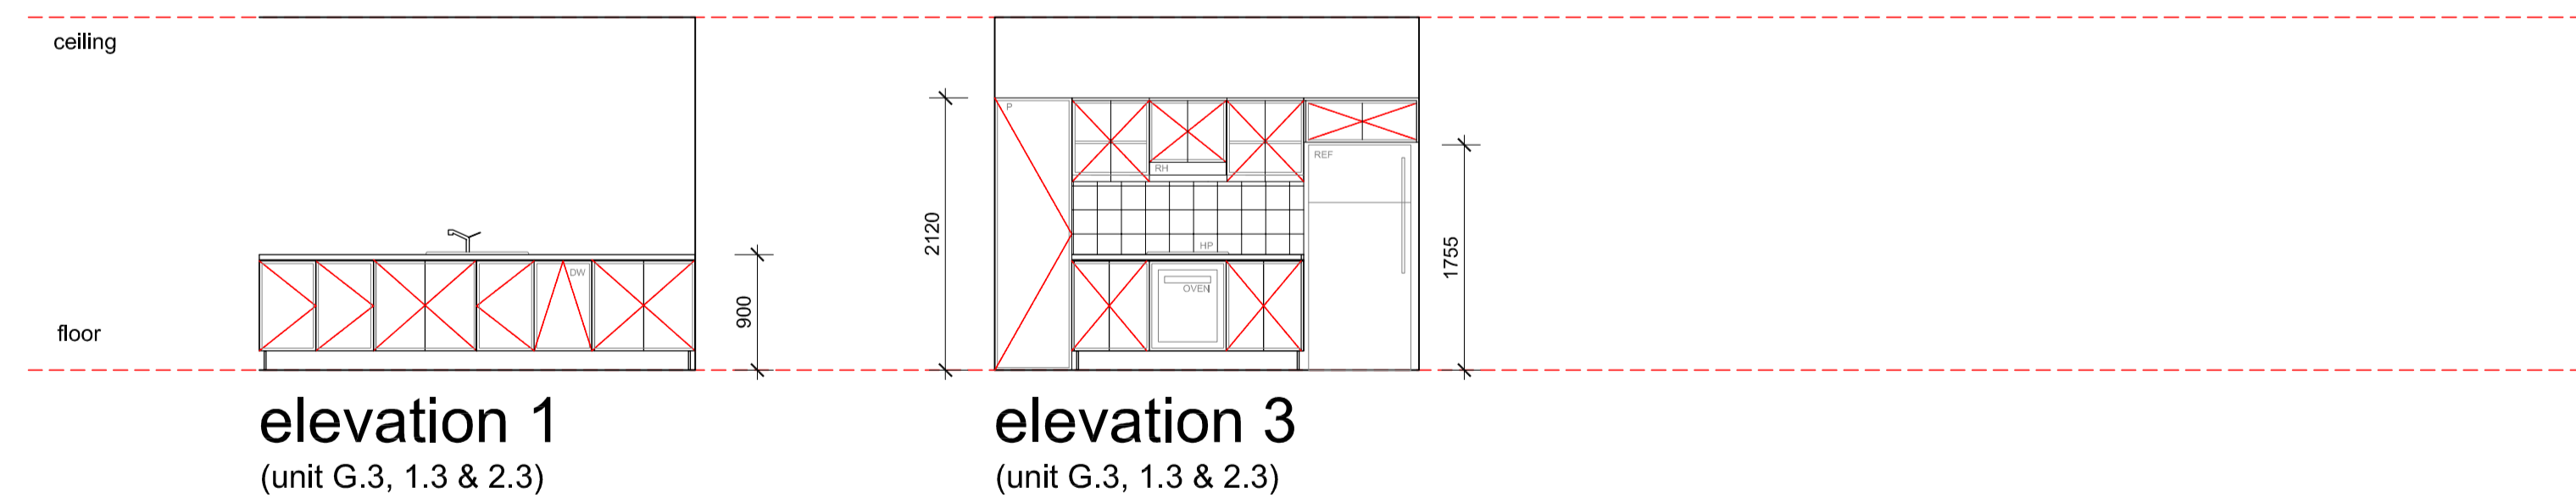 ceiling
floor
DW
900
elevation 1
(unit G.3, 1.3 & 2.3)
2120
P
RH
HP
OVEN
REF
1755
elevation 3
(unit G.3, 1.3 & 2.3)